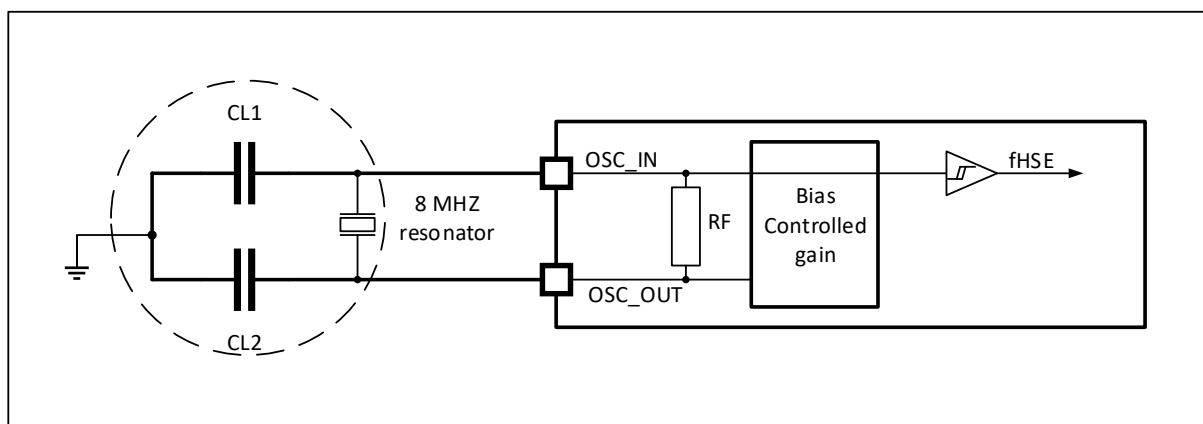 CL1
8 MHZ
resonator
CL2
OSC_IN
OSC_OUT
RF
Bias
Controlled
gain
fHSE